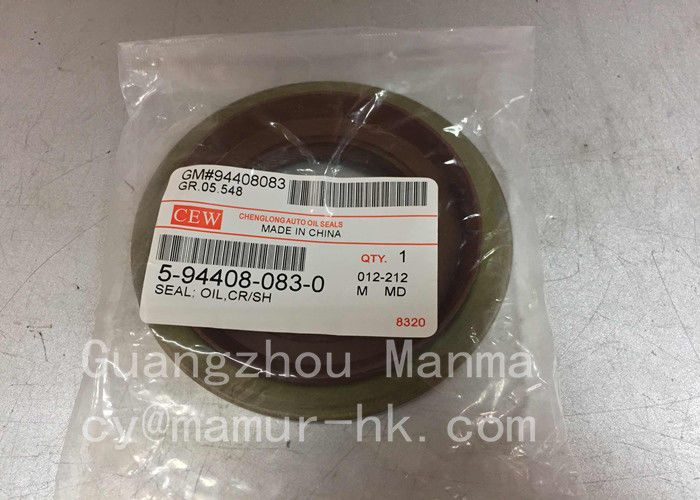 GM#94408083
GR.05.548
CEW
CHENGLONG AUTO OIL SEALS
MADE IN CHINA
QTY. 1
5-94408-083-0
012-212
SEAL; OIL,CR/SH
M MD
8320
Guangzhou Manma
cy@mamur-hk.com